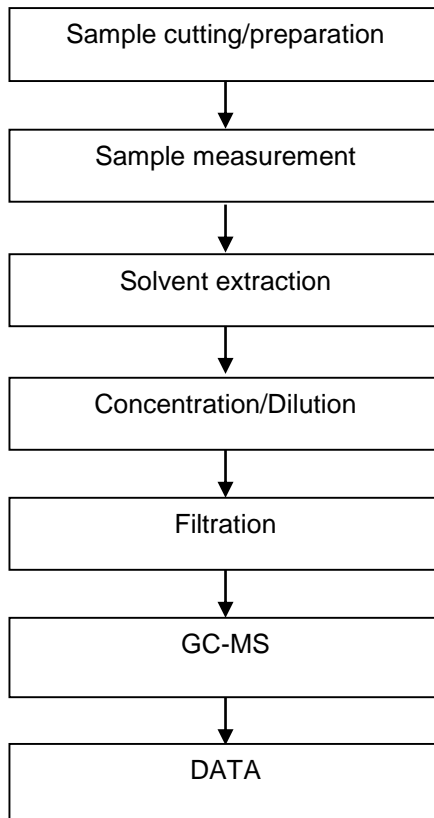 Sample cutting/preparation
Sample measurement
Solvent extraction
Concentration/Dilution
Filtration
GC-MS
DATA